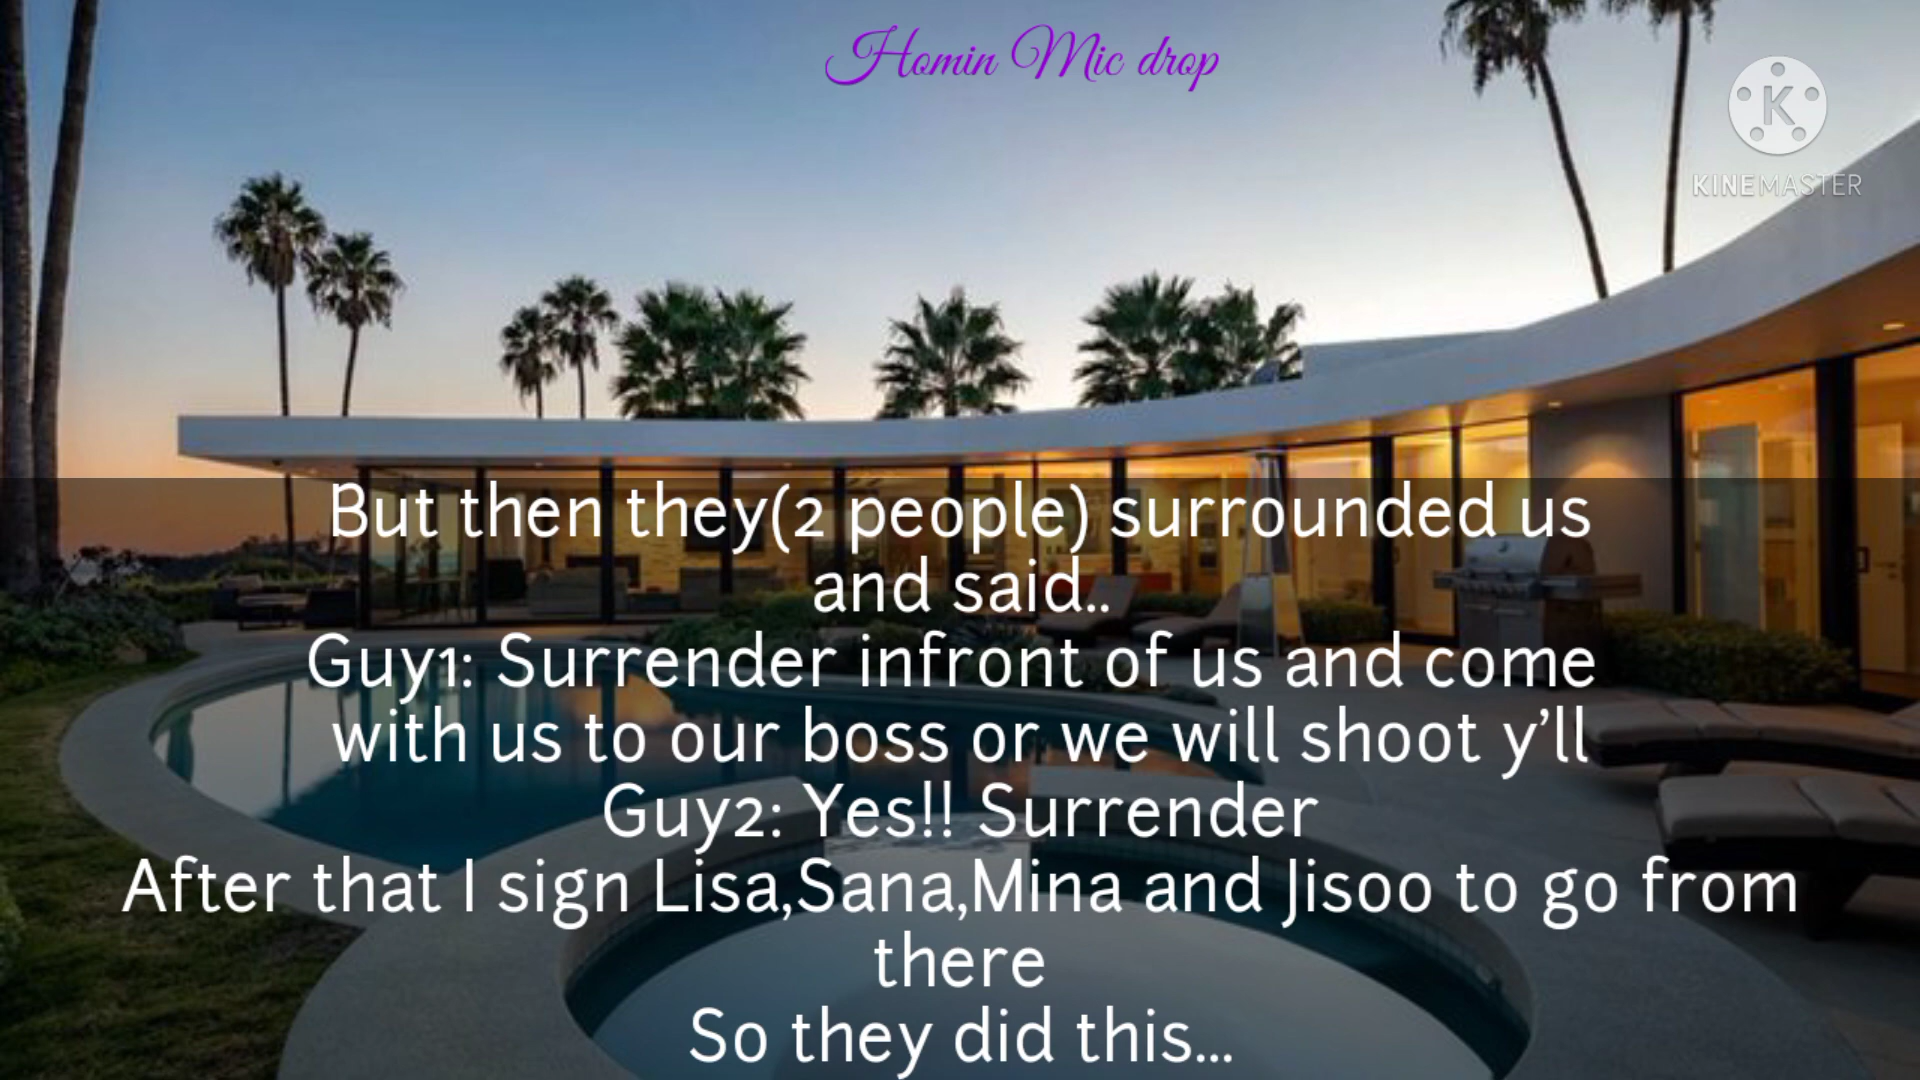 Homin Mic drop
KINEMASTER
But then they(2 people) surrounded us
and said..
Guy1: Surrender infront of us and come
with us to our boss or we will shoot y'll
Guy2: Yes!! Surrender
After that I sign Lisa,Sana,Mina and Jisoo to go from
there
So they did this...